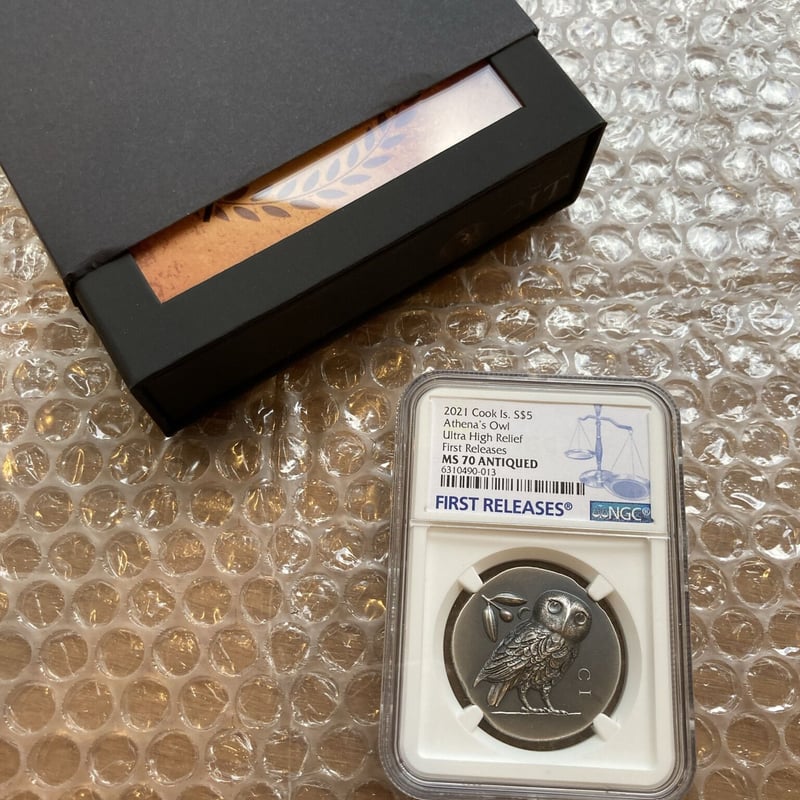 CIT
2021 Cook Is. S$5
Athena's Owl
Ultra High Relief
First Releases
MS 70 ANTIQUED
6310490-013
FIRST RELEASES®
NGC®
CI